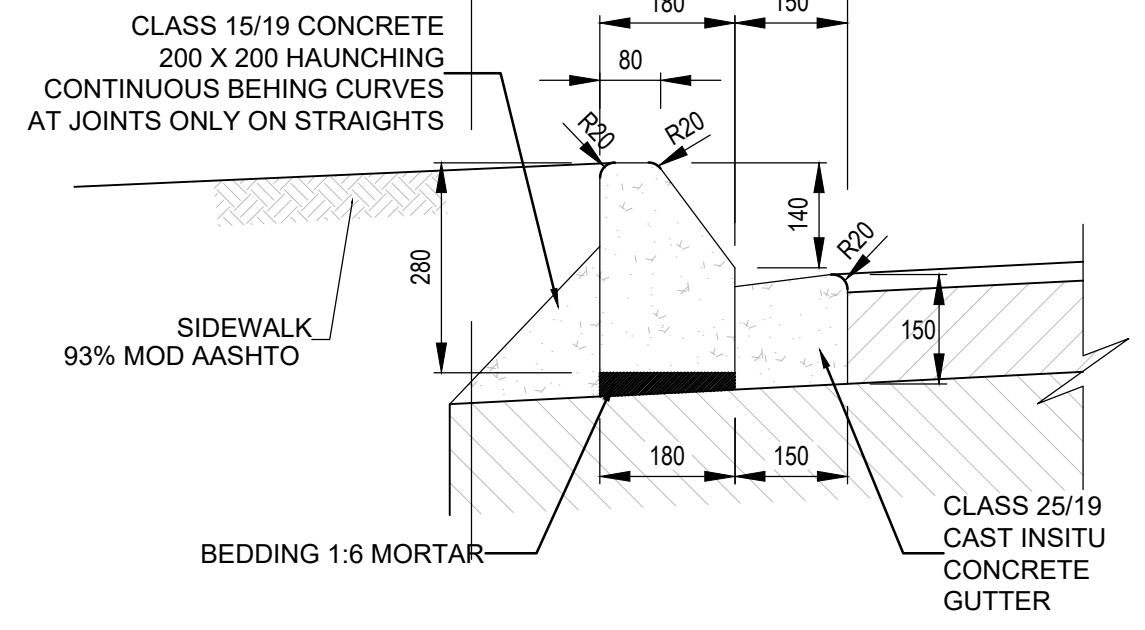 180
150
CLASS 15/19 CONCRETE
200 X 200 HAUNCHING
CONTINUOUS BEHING CURVES
AT JOINTS ONLY ON STRAIGHTS
80
R20
R20
140
R20
280
150
SIDEWALK
93% MOD AASHTO
180
150
BEDDING 1:6 MORTAR
CLASS 25/19
CAST INSITU
CONCRETE
GUTTER